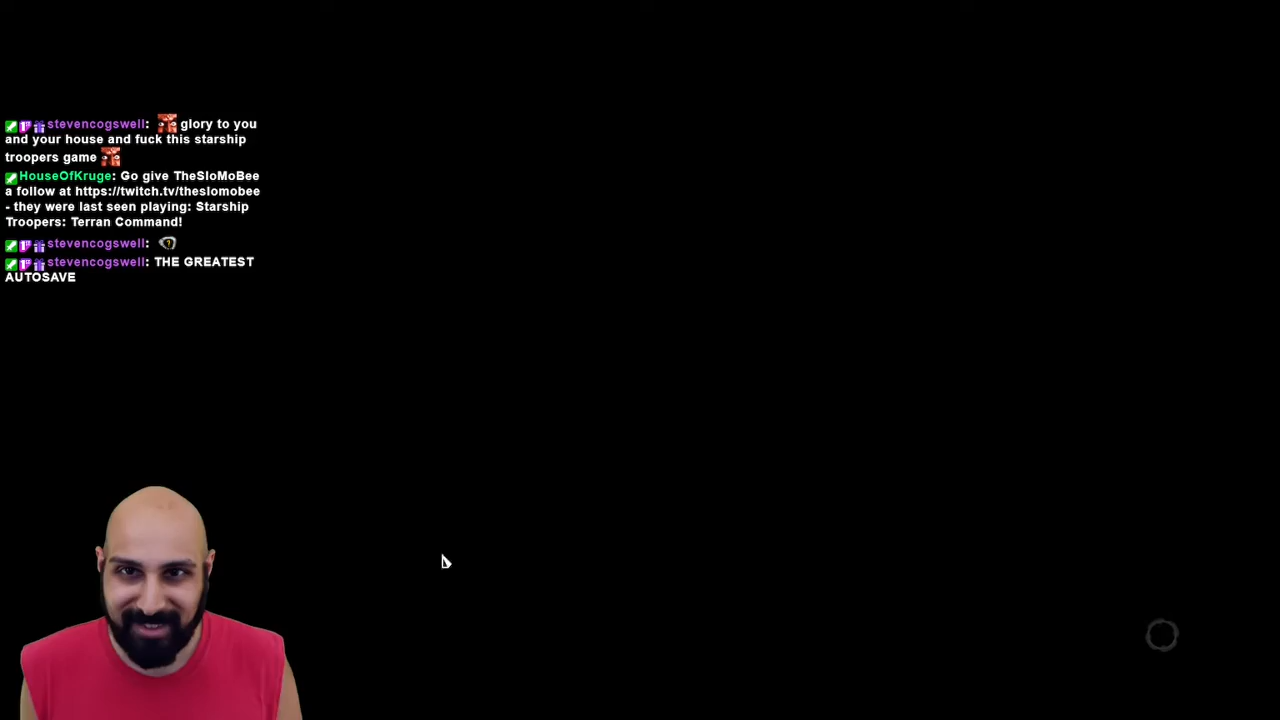 stevencogswell: glory to you
and your house and fuck this starship
troopers game
HouseOfKruge: Go give TheSloMoBee
a follow at https://twitch.tv/theslomobee
- they were last seen playing: Starship
Troopers: Terran Command!
stevencogswell:
stevencogswell: THE GREATEST
AUTOSAVE